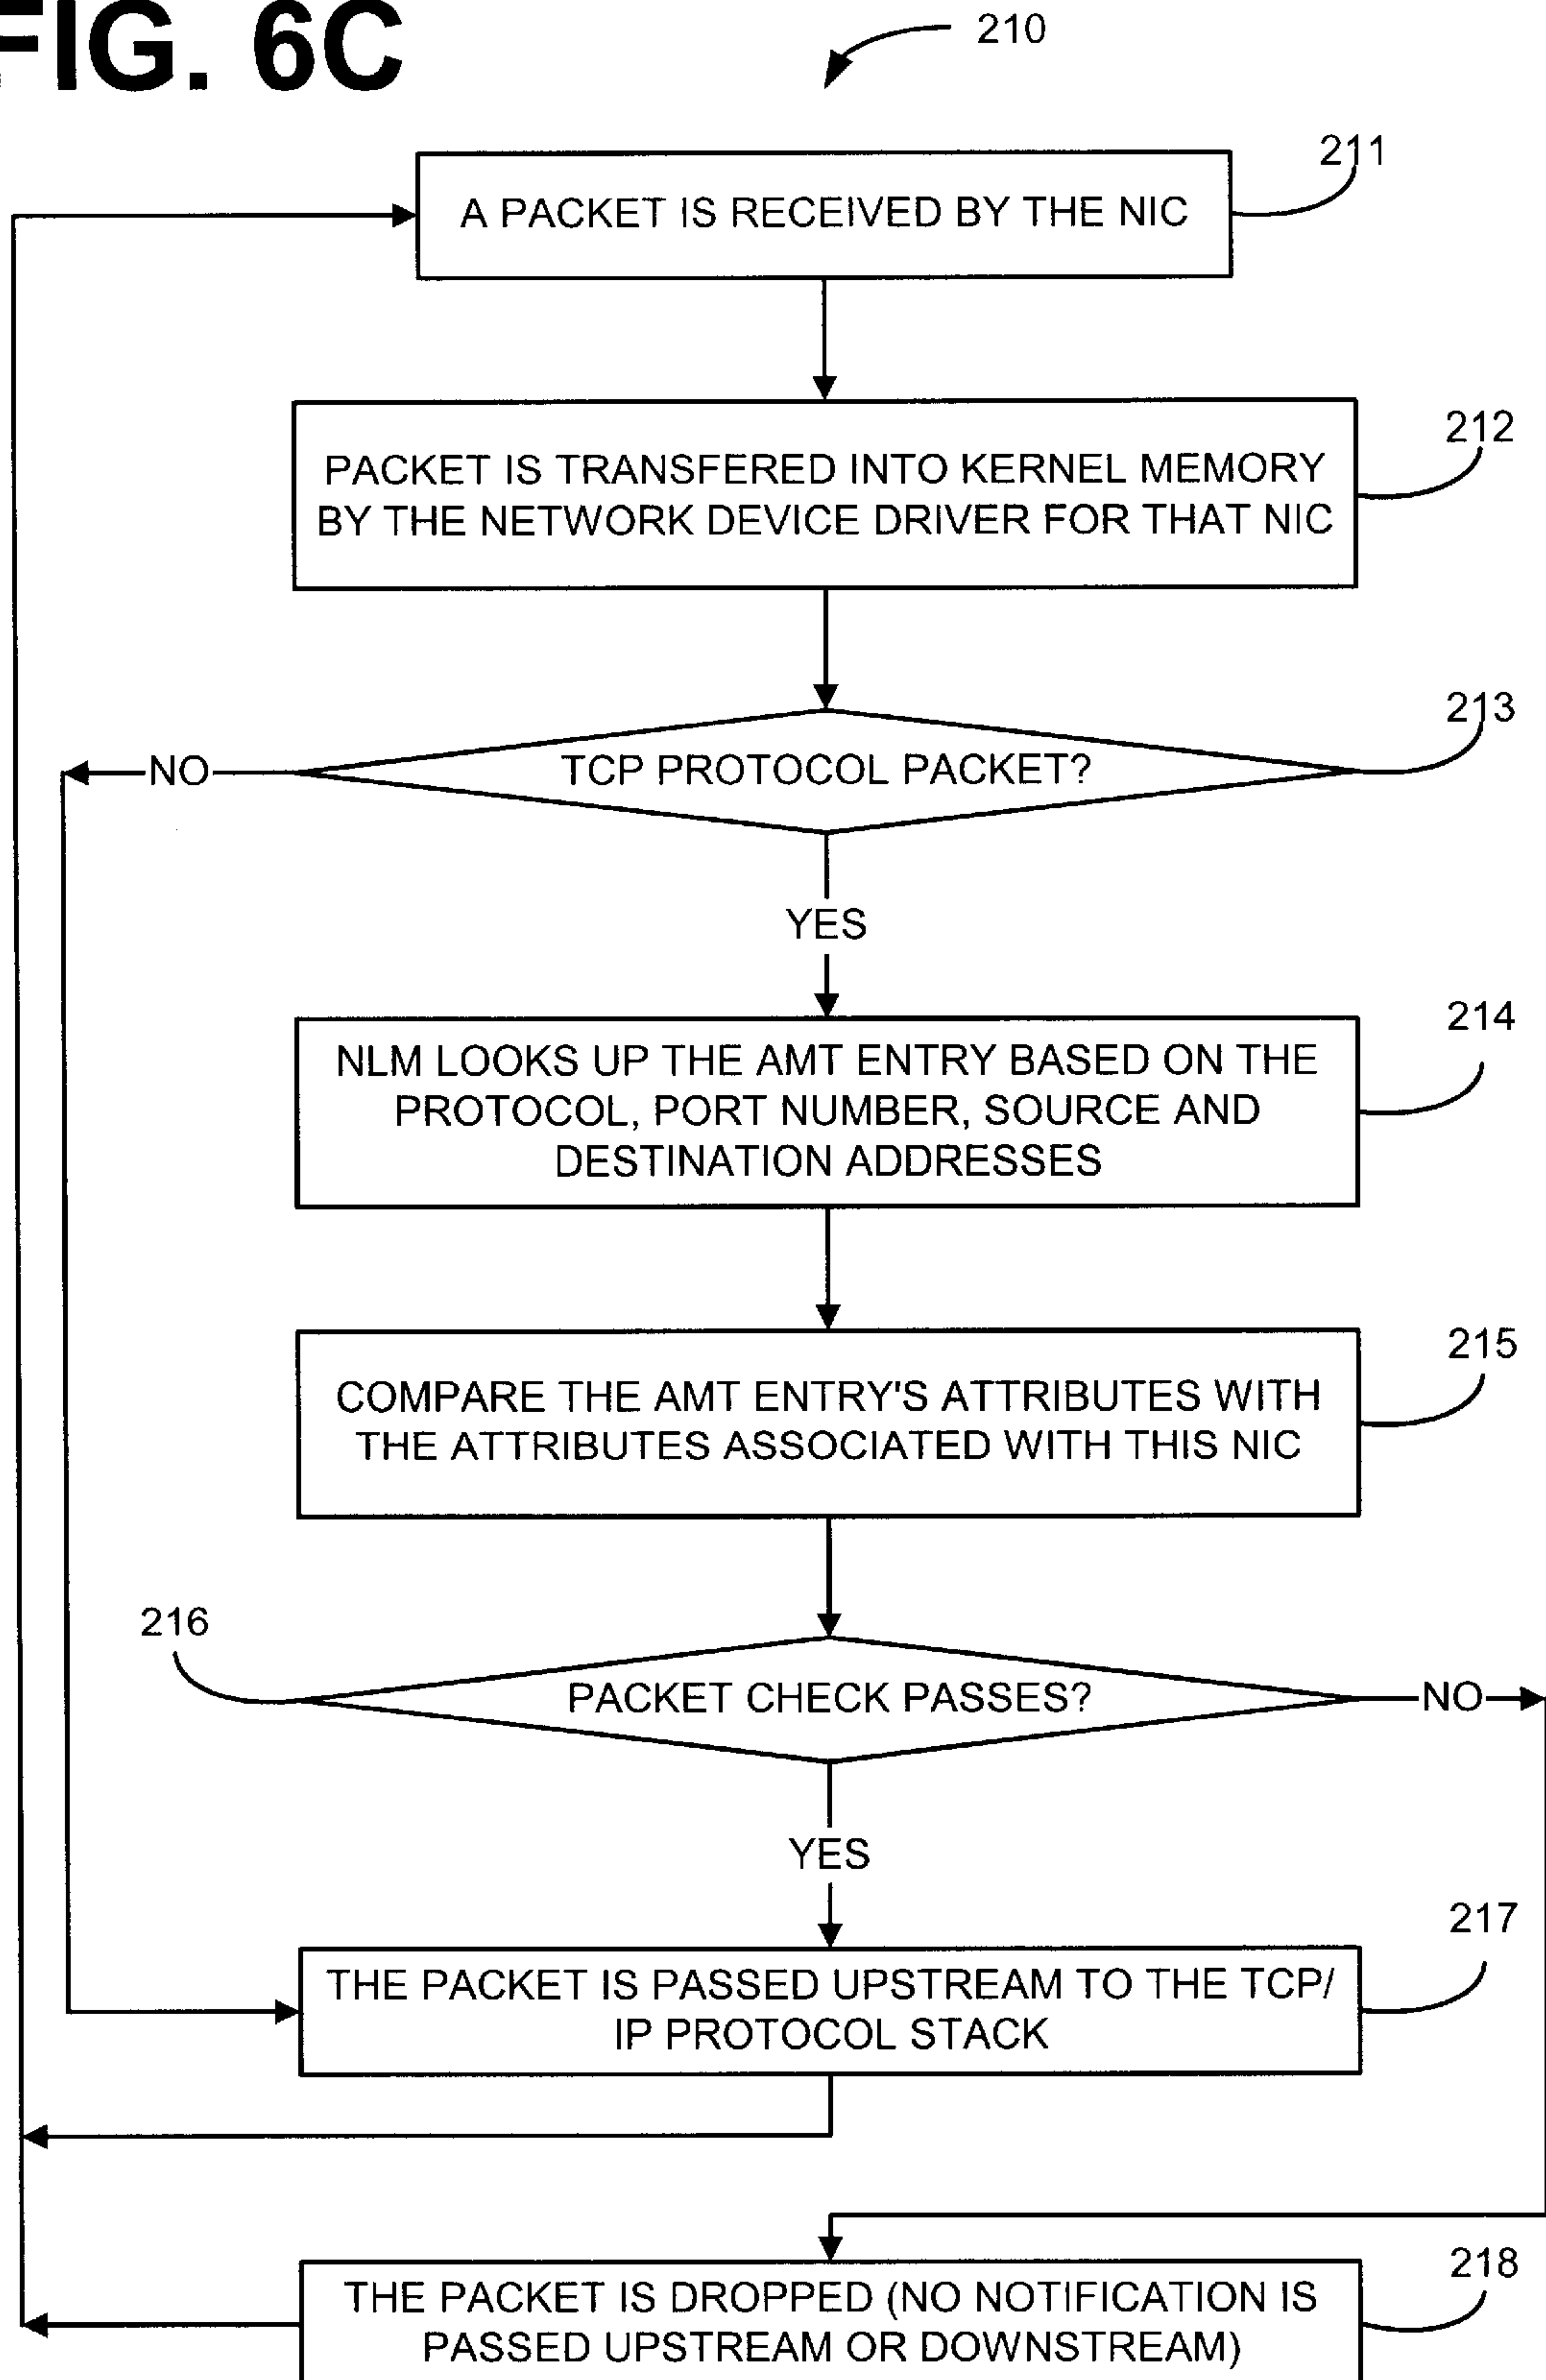 FIG. 6C
210
211
A PACKET IS RECEIVED BY THE NIC
212
PACKET IS TRANSFERED INTO KERNEL MEMORY
BY THE NETWORK DEVICE DRIVER FOR THAT NIC
213
NO
TCP PROTOCOL PACKET?
YES
214
NLM LOOKS UP THE AMT ENTRY BASED ON THE
PROTOCOL, PORT NUMBER, SOURCE AND
DESTINATION ADDRESSES
215
COMPARE THE AMT ENTRY'S ATTRIBUTES WITH
THE ATTRIBUTES ASSOCIATED WITH THIS NIC
216
PACKET CHECK PASSES?
NO
YES
217
THE PACKET IS PASSED UPSTREAM TO THE TCP/
IP PROTOCOL STACK
218
THE PACKET IS DROPPED (NO NOTIFICATION IS
PASSED UPSTREAM OR DOWNSTREAM)